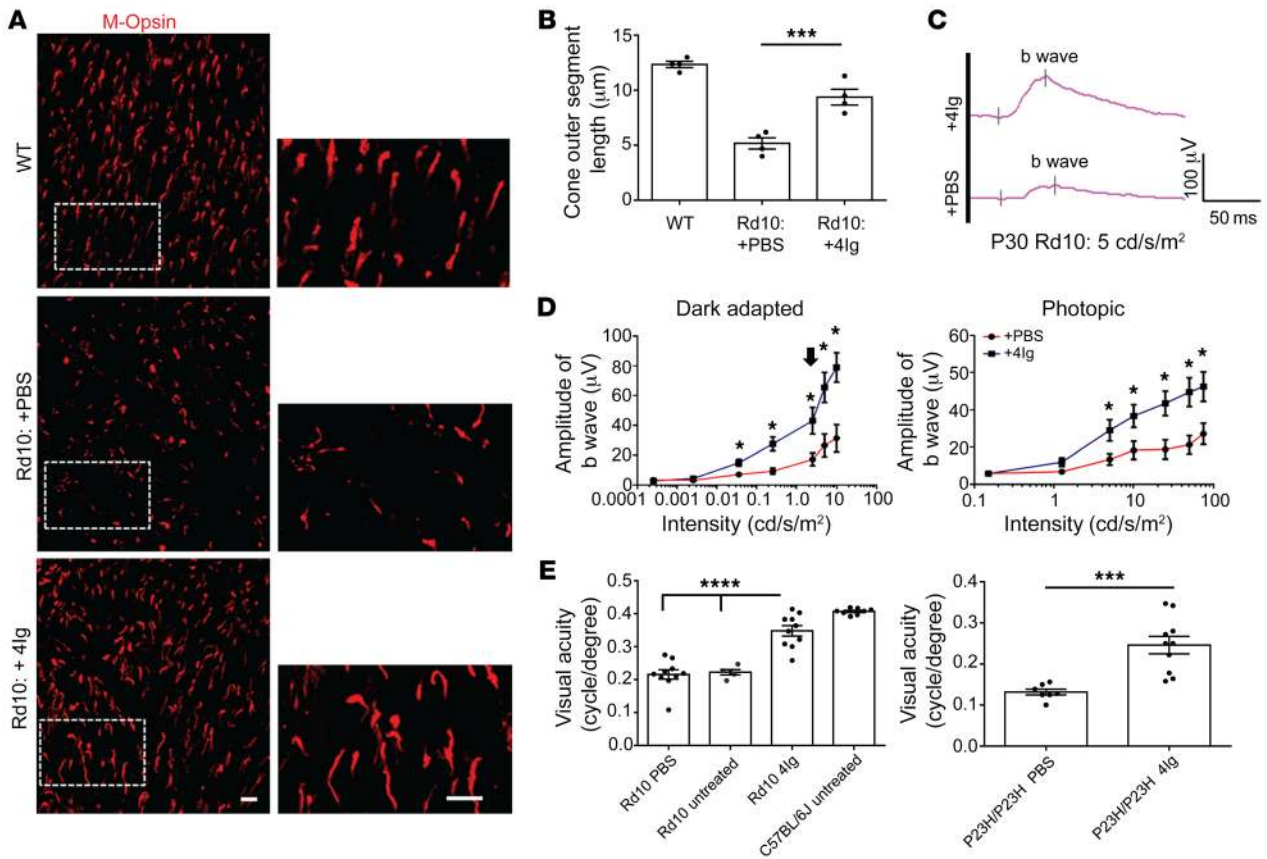 A
M-Opsin
WT
Rd10: +PBS
Rd10: + 4Ig
B
Cone outer segment
length (μm)
15
10
5
0
***
WT
Rd10:
+PBS
Rd10:
+4Ig
C
b wave
+4Ig
b wave
+PBS
100 μV
50 ms
P30 Rd10: 5 cd/s/m²
D
Dark adapted
Amplitude of
b wave (μV)
100
80
60
40
20
0
* * * * *
0.0001 0.001 0.01 0.1 1.0 10 100
Intensity (cd/s/m²)
Photopic
+PBS
+4Ig
Amplitude of
b wave (μV)
60
40
20
0
* * * * *
1 10 100
Intensity (cd/s/m²)
E
Visual acuity
(cycle/degree)
0.5
0.4
0.3
0.2
0.1
0.0
****
Rd10 PBS
Rd10 untreated
Rd10 4Ig
C57BL/6J untreated
Visual acuity
(cycle/degree)
0.4
0.3
0.2
0.1
0.0
***
P23H/P23H PBS
P23H/P23H 4Ig